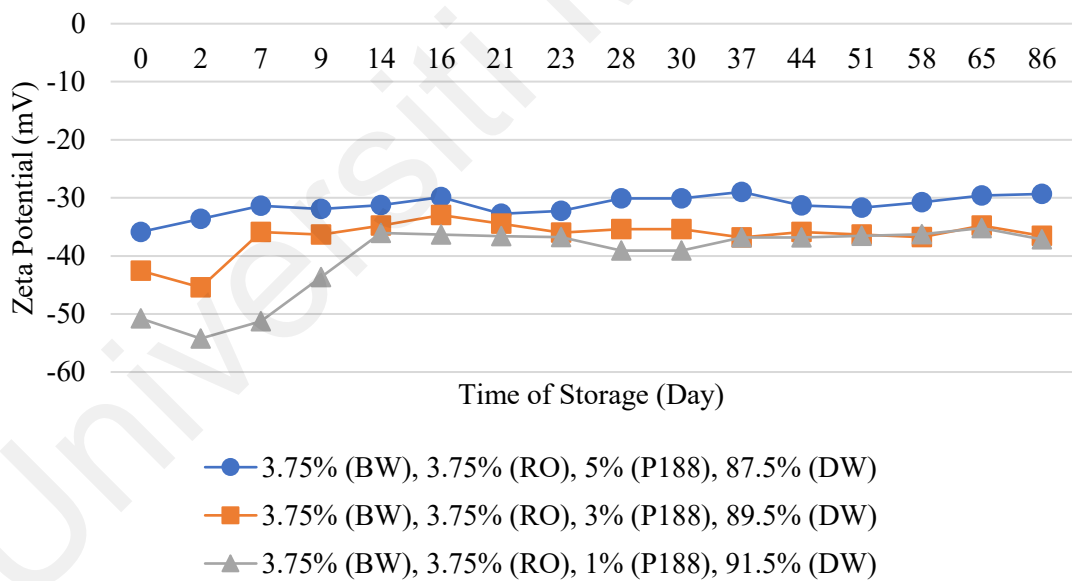 0
0 2 7 9 14 16 21 23 28 30 37 44 51 58 65 86
-10
-20
-30
-40
-50
-60
Zeta Potential (mV)
Time of Storage (Day)
3.75% (BW), 3.75% (RO), 5% (P188), 87.5% (DW)
3.75% (BW), 3.75% (RO), 3% (P188), 89.5% (DW)
3.75% (BW), 3.75% (RO), 1% (P188), 91.5% (DW)
Universiti